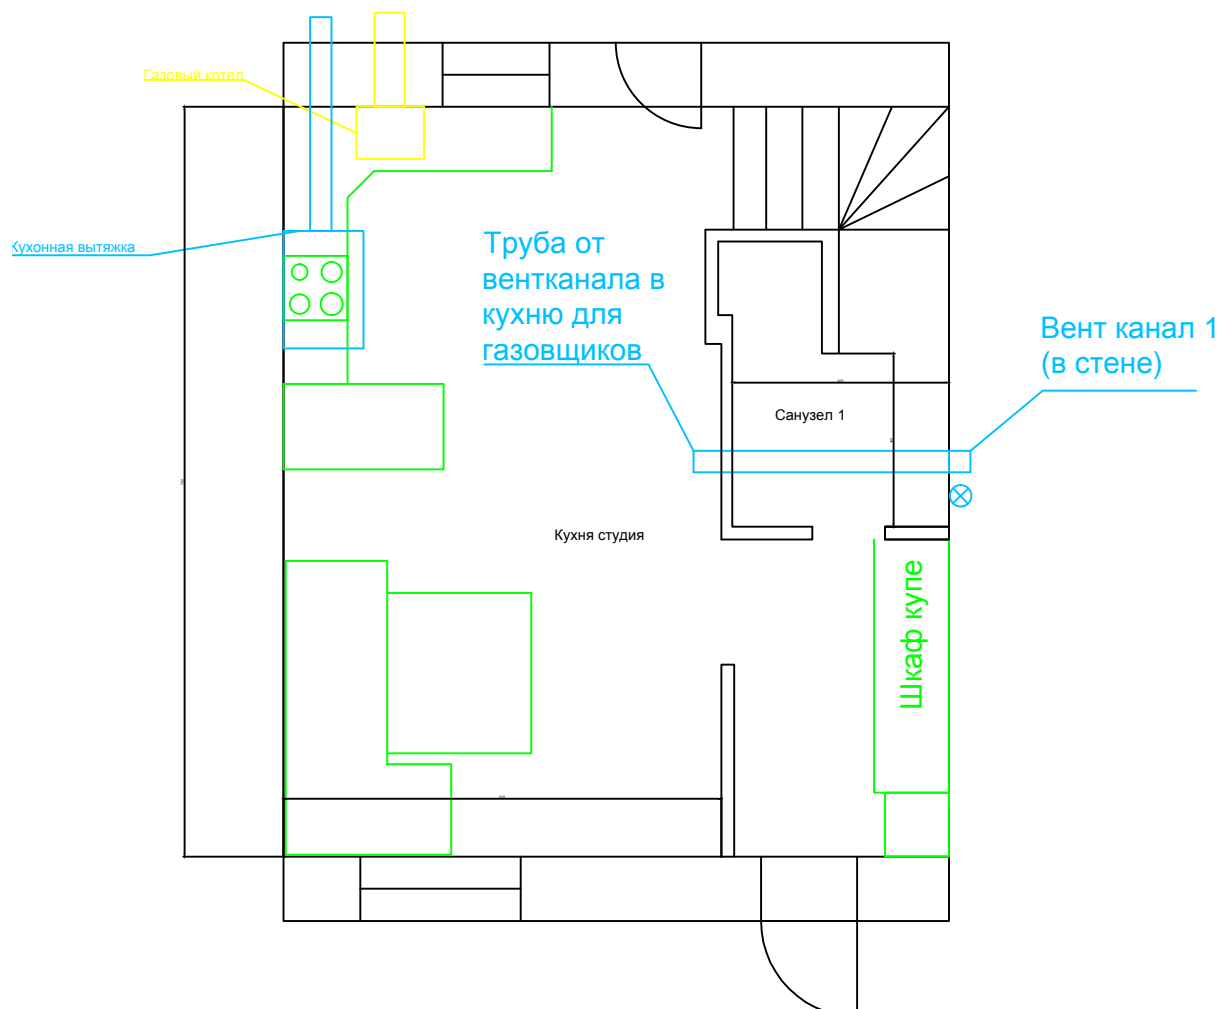 Газовый котел
Кухонная вытяжка
Труба от
вентканала в
кухню для
газовщиков
Вент канал 1
(в стене)
Санузел 1
Кухня студия
Шкаф купе